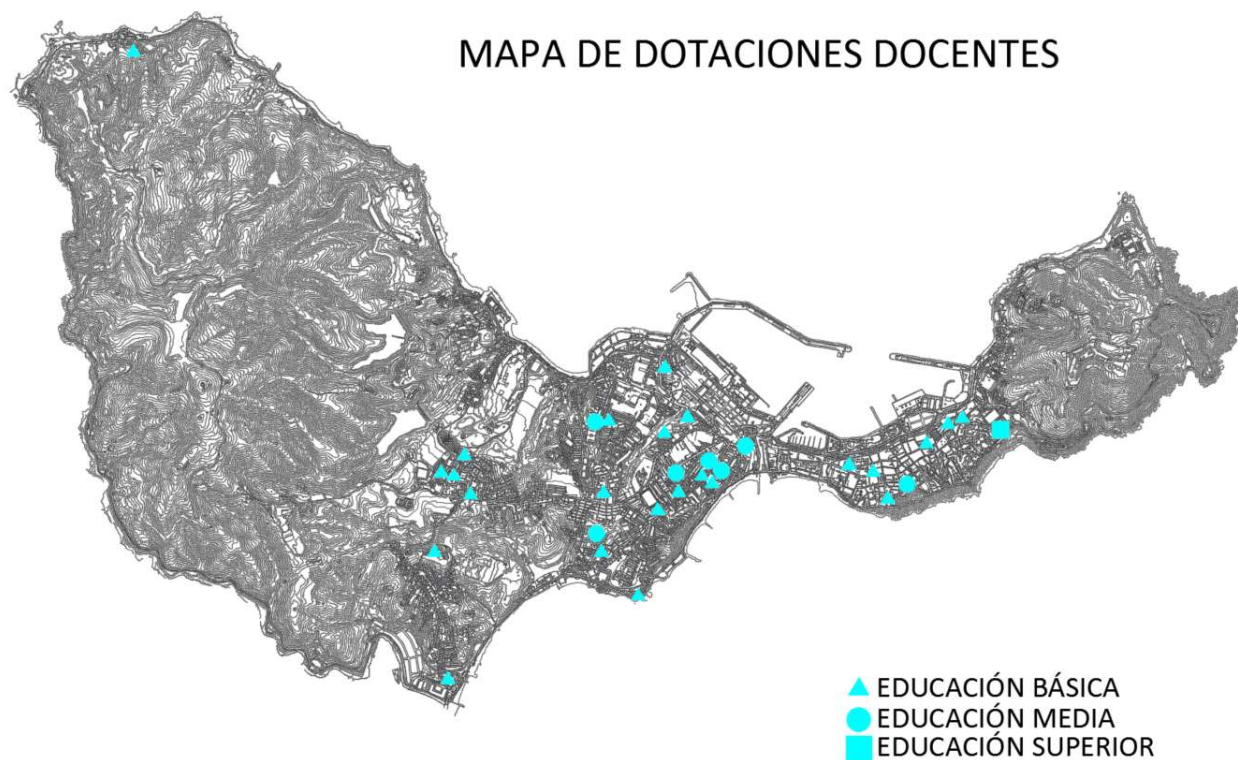 MAPA DE DOTACIONES DOCENTES
EDUCACIÓN BÁSICA
EDUCACIÓN MEDIA
EDUCACIÓN SUPERIOR